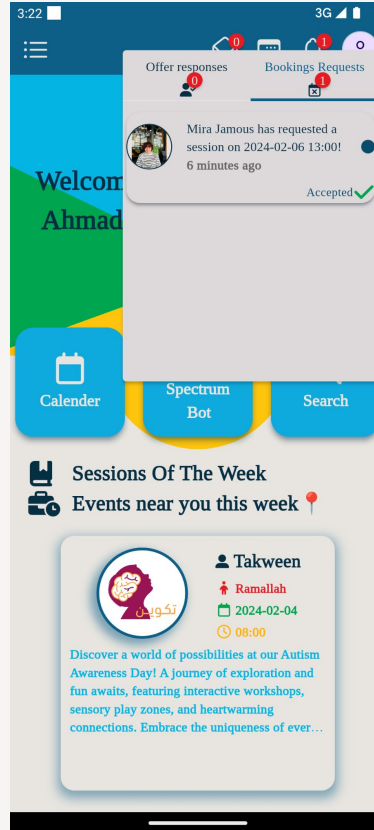 3:22
3G
0
1
O
Offer responses
Bookings Requests
0
1
Mira Jamous has requested a
session on 2024-02-06 13:00!
6 minutes ago
Accepted
Welcom
Ahmad
Calender
Spectrum
Bot
Search
Sessions Of The Week
Events near you this week
تكوين
Takween
Ramallah
2024-02-04
08:00
Discover a world of possibilities at our Autism
Awareness Day! A journey of exploration and
fun awaits, featuring interactive workshops,
sensory play zones, and heartwarming
connections. Embrace the uniqueness of ever...